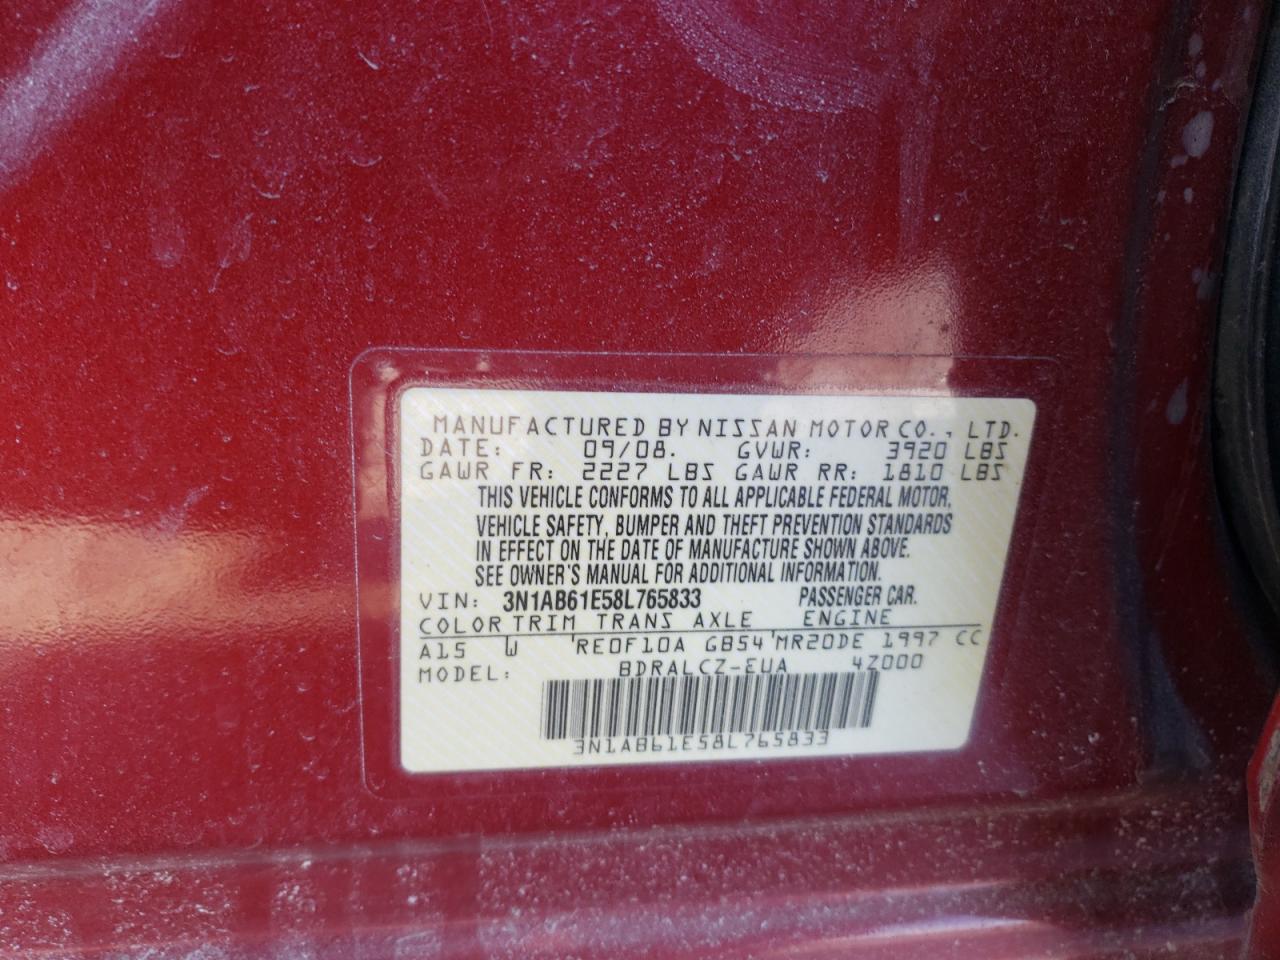 MANUFACTURED BY NISSAN MOTOR CO., LTD.
DATE: 09/08. GVWR: 3920 LBS
GAWR FR: 2227 LBS GAWR RR: 1810 LBS
THIS VEHICLE CONFORMS TO ALL APPLICABLE FEDERAL MOTOR,
VEHICLE SAFETY, BUMPER AND THEFT PREVENTION STANDARDS
IN EFFECT ON THE DATE OF MANUFACTURE SHOWN ABOVE.
SEE OWNER'S MANUAL FOR ADDITIONAL INFORMATION.
VIN: 3N1AB61E58L765833 PASSENGER CAR.
COLOR TRIM TRANS AXLE ENGINE
A15 W 'RE0F10A GB54'MR20DE 1997 CC
MODEL: BDRALCZ-EUA 4Z000
3N1AB61E58L765833